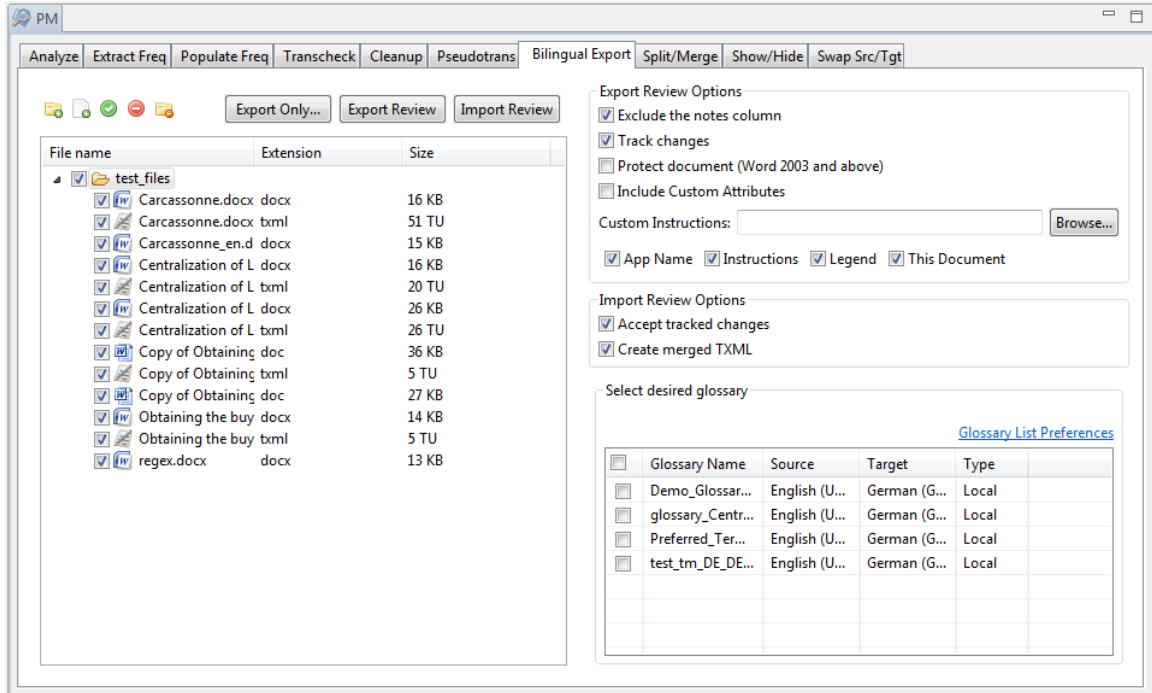 PM
Analyze Extract Freq Populate Freq Transcheck Cleanup Pseudotrans Bilingual Export Split/Merge Show/Hide Swap Src/Tgt
Export Only... Export Review Import Review
File name Extension Size
test_files
Carcassonne.docx docx 16 KB
Carcassonne.docx txml 51 TU
Carcassonne_en.d docx 15 KB
Centralization of L docx 16 KB
Centralization of L txml 20 TU
Centralization of L docx 26 KB
Centralization of L txml 26 TU
Copy of Obtaining doc 36 KB
Copy of Obtaining txml 5 TU
Copy of Obtaining doc 27 KB
Obtaining the buy docx 14 KB
Obtaining the buy txml 5 TU
regex.docx docx 13 KB
Export Review Options
Exclude the notes column
Track changes
Protect document (Word 2003 and above)
Include Custom Attributes
Custom Instructions: Browse...
App Name Instructions Legend This Document
Import Review Options
Accept tracked changes
Create merged TXML
Select desired glossary
Glossary List Preferences
Glossary Name Source Target Type
Demo_Glossar... English (U... German (G... Local
glossary_Centr... English (U... German (G... Local
Preferred_Ter... English (U... German (G... Local
test_tm_DE_DE... English (U... German (G... Local